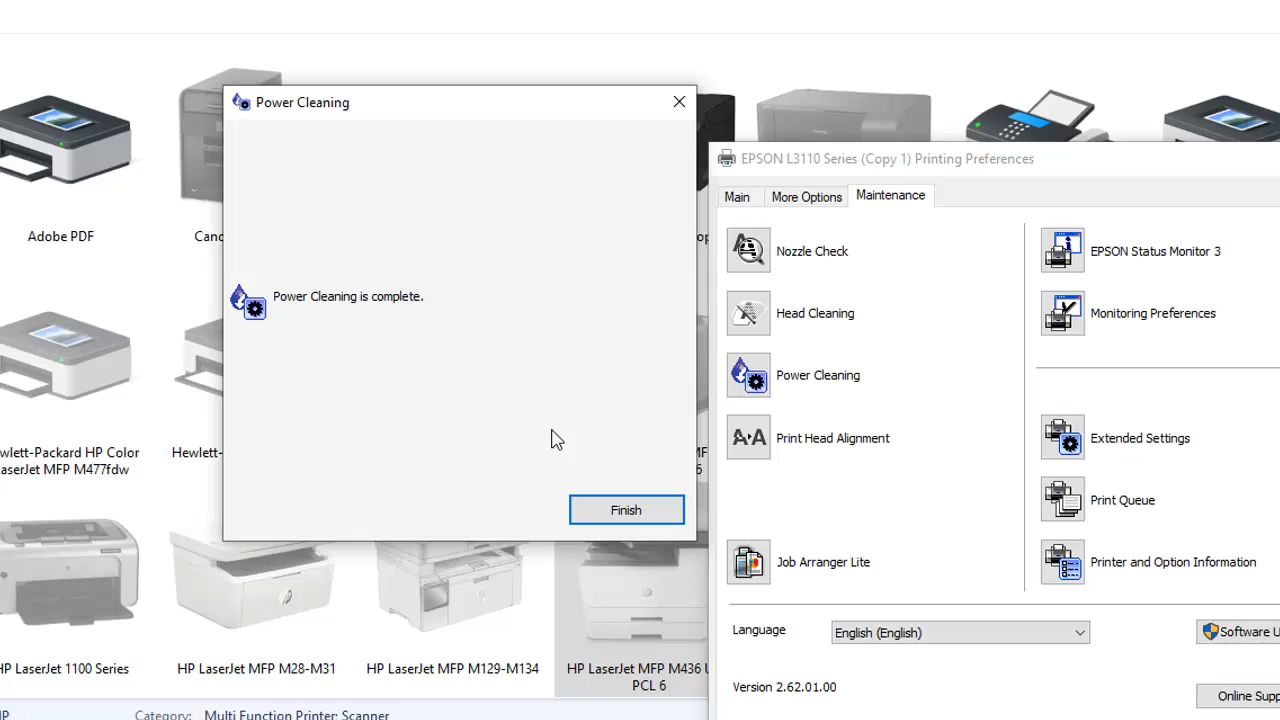 Power Cleaning
Power Cleaning is complete.
Finish
EPSON L3110 Series (Copy 1) Printing Preferences
Main
More Options
Maintenance
Nozzle Check
EPSON Status Monitor 3
Head Cleaning
Monitoring Preferences
Power Cleaning
Print Head Alignment
Extended Settings
Print Queue
Job Arranger Lite
Printer and Option Information
Language
English (English)
Software U
Version 2.62.01.00
Online Supp
Adobe PDF
Cano
wlett-Packard HP Color
aserJet MFP M477fdw
Hewlett-
HP LaserJet 1100 Series
HP LaserJet MFP M28-M31
HP LaserJet MFP M129-M134
HP LaserJet MFP M436 U
PCL 6
Category: Multi Function Printer; Scanner